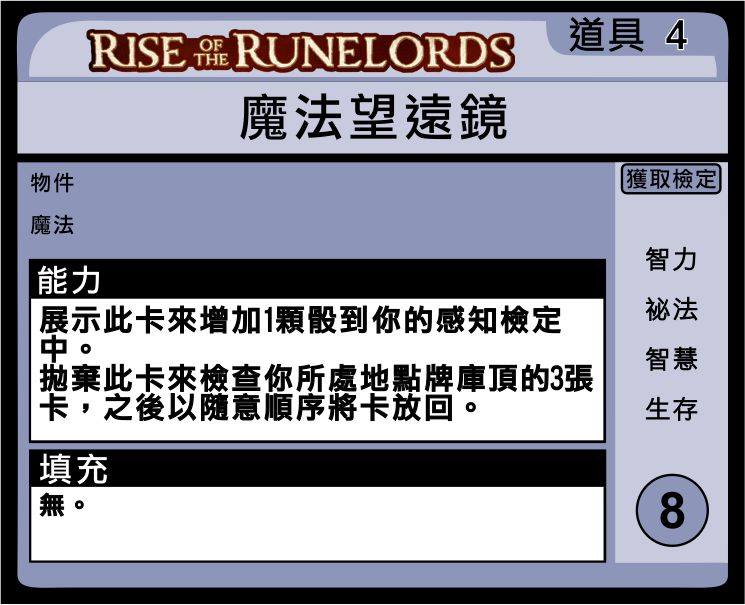 RISE OF THE RUNELORDS
道具 4
魔法望遠鏡
物件
魔法
獲取檢定
智力
祕法
智慧
生存
8
能力
展示此卡來增加1顆骰到你的感知檢定
中。
拋棄此卡來檢查你所處地點牌庫頂的3張
卡，之後以隨意順序將卡放回。
填充
無。